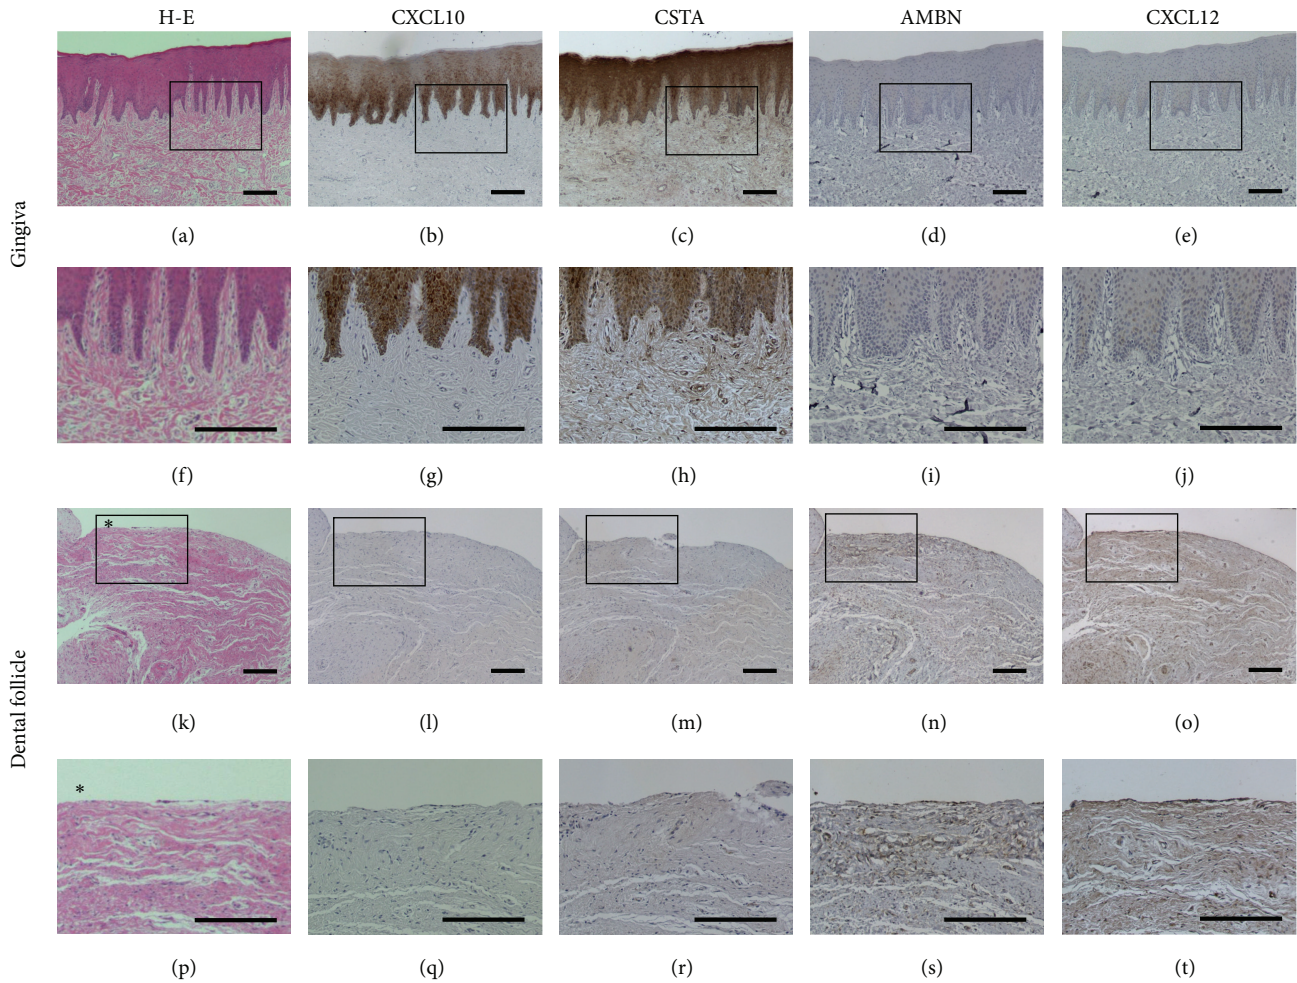 H-E CXCL10 CSTA AMBN CXCL12
Gingiva
(a) (b) (c) (d) (e)
(f) (g) (h) (i) (j)
Dental follicle
*
(k) (l) (m) (n) (o)
*
(p) (q) (r) (s) (t)